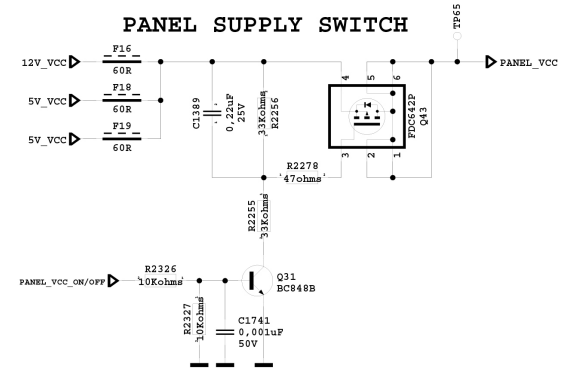 PANEL SUPPLY SWITCH
TP65
12V_VCC
F16
60R
5V_VCC
F18
60R
5V_VCC
F19
60R
C1389
0,22uF
25V
33Kohms
R2256
4
5
6
3
2
1
FDC642P
Q43
PANEL_VCC
R2278
47ohms
R2255
33Kohms
PANEL_VCC_ON/OFF
R2326
10Kohms
Q31
BC848B
R2327
10Kohms
C1741
0,001uF
50V